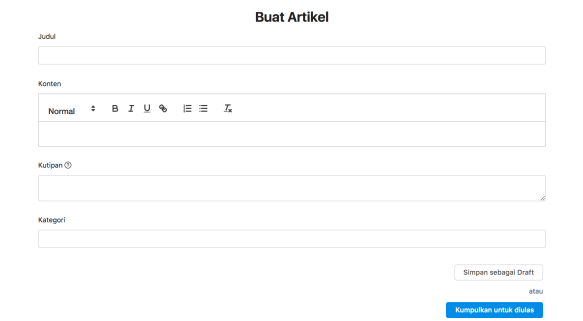 Buat Artikel
Judul
Konten
Normal B I U Tx
Kutipan ?
Kategori
Simpan sebagai Draft
atau
Kumpulkan untuk diulas